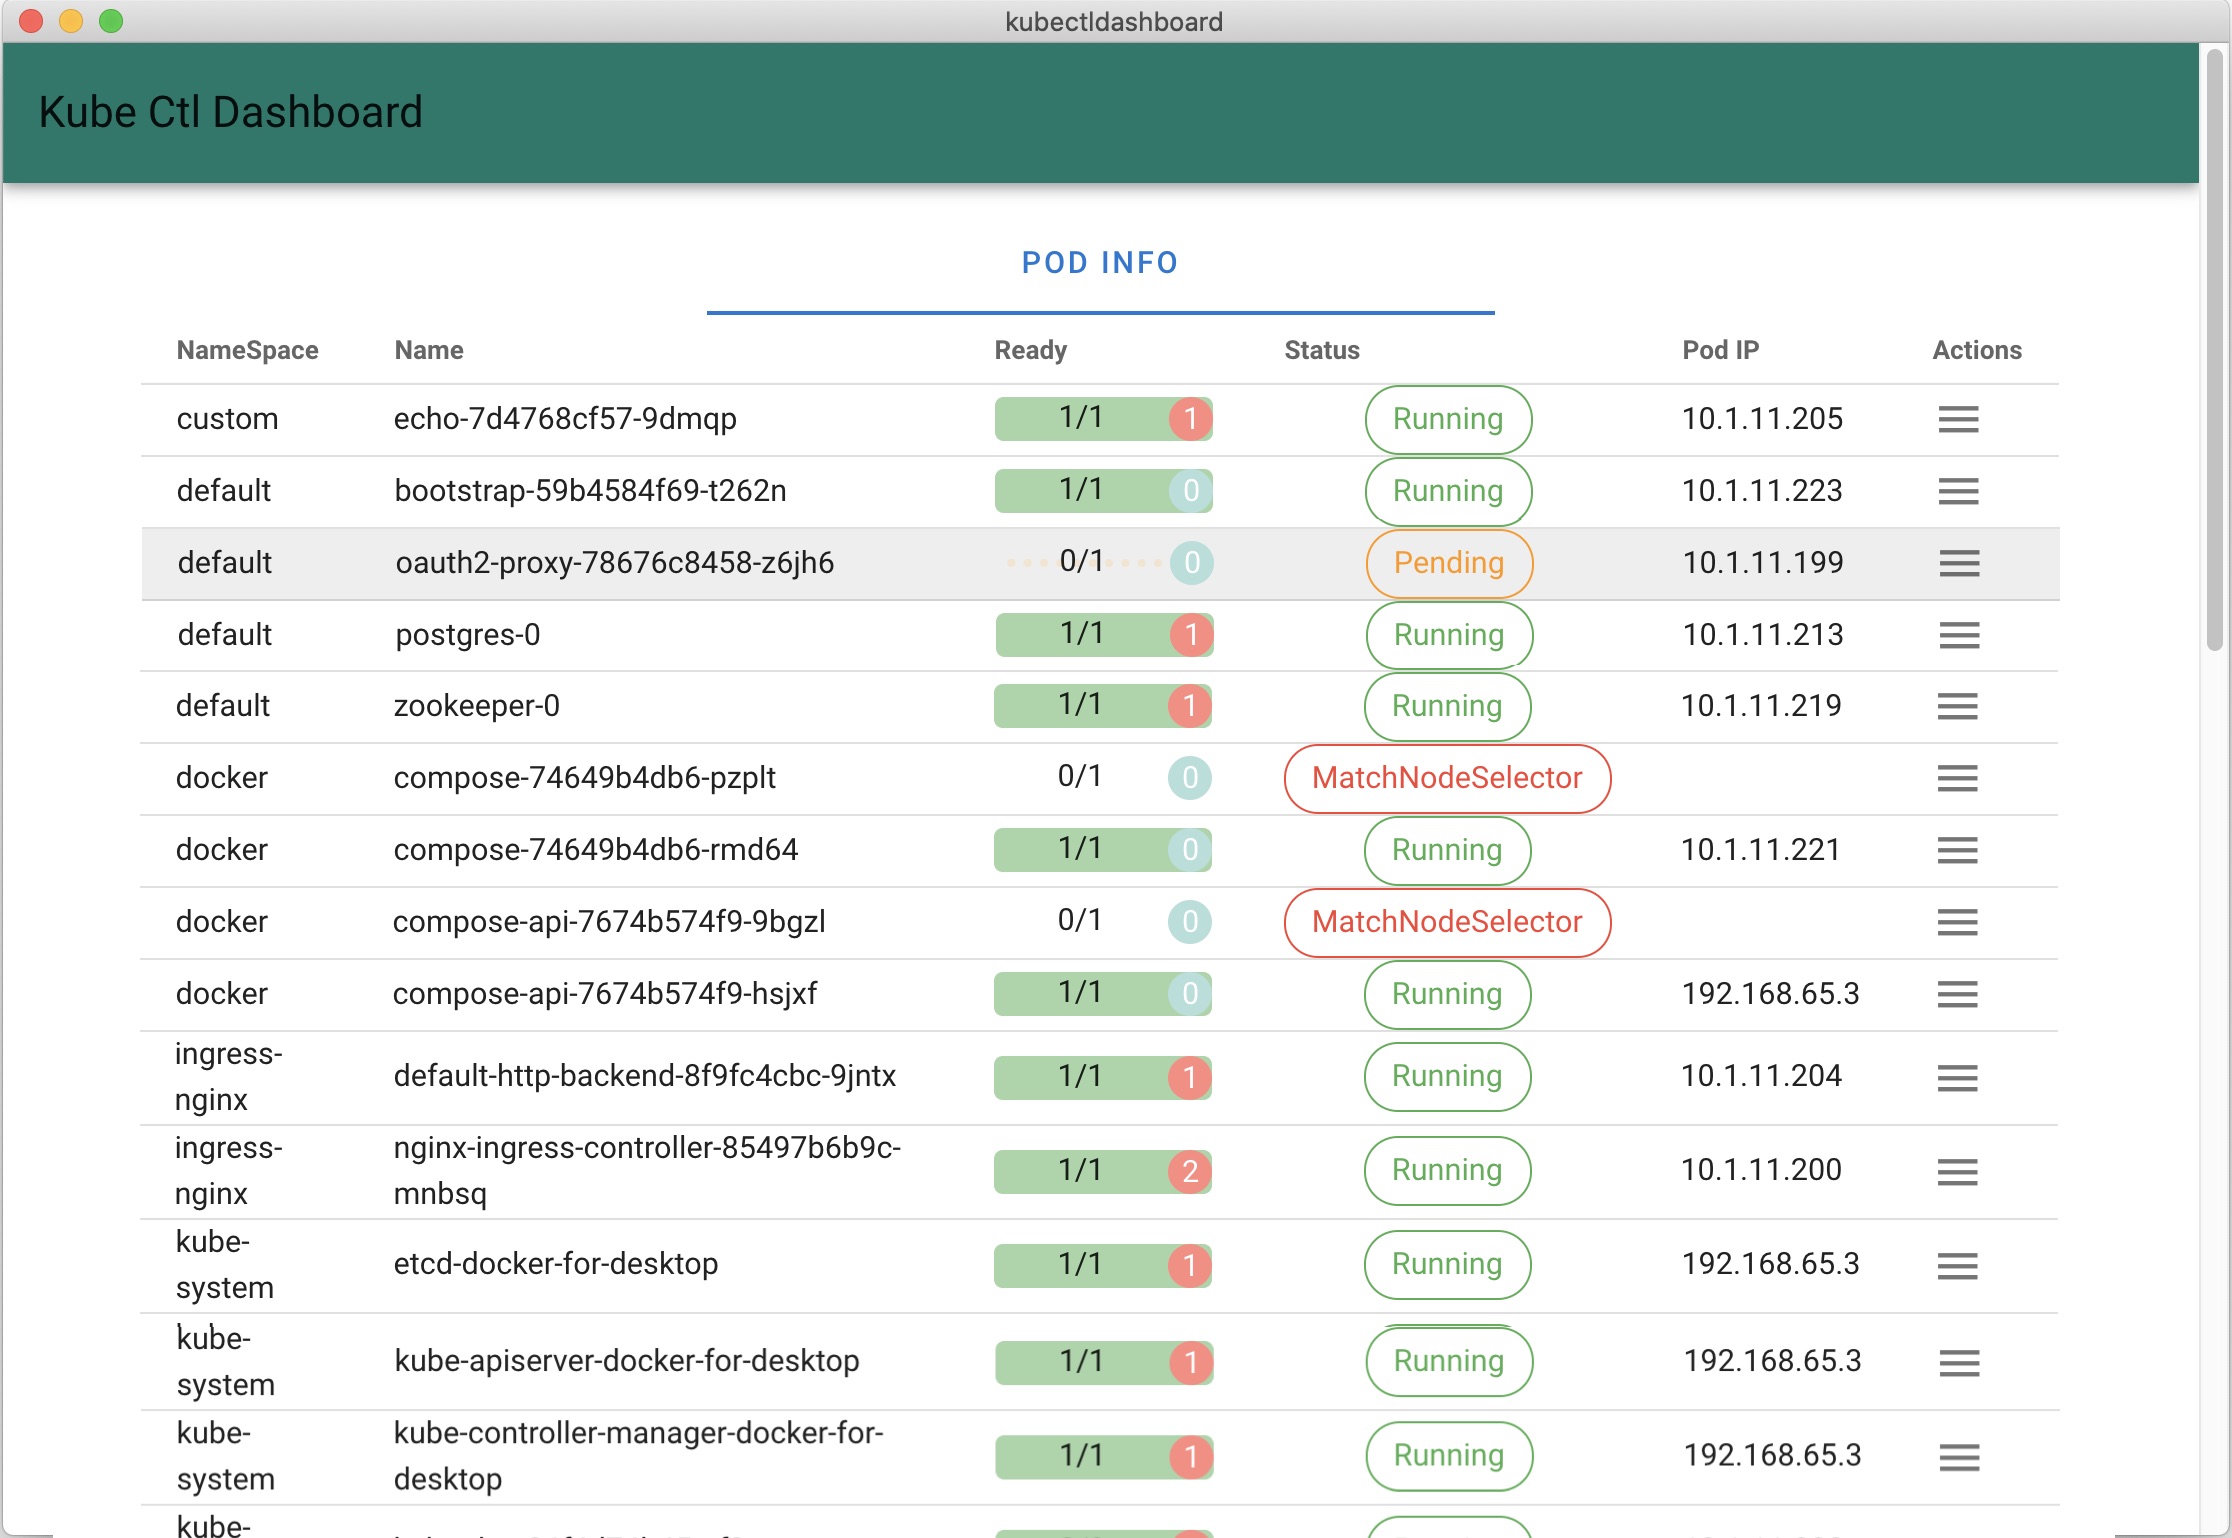 kubectldashboard
Kube Ctl Dashboard
POD INFO
NameSpace Name Ready Status Pod IP Actions
custom echo-7d4768cf57-9dmqp 1/1 1 Running 10.1.11.205
default bootstrap-59b4584f69-t262n 1/1 0 Running 10.1.11.223
default oauth2-proxy-78676c8458-z6jh6 0/1 0 Pending 10.1.11.199
default postgres-0 1/1 1 Running 10.1.11.213
default zookeeper-0 1/1 1 Running 10.1.11.219
docker compose-74649b4db6-pzplt 0/1 0 MatchNodeSelector
docker compose-74649b4db6-rmd64 1/1 0 Running 10.1.11.221
docker compose-api-7674b574f9-9bgzl 0/1 0 MatchNodeSelector
docker compose-api-7674b574f9-hsjxf 1/1 0 Running 192.168.65.3
ingress-
nginx default-http-backend-8f9fc4cbc-9jntx 1/1 1 Running 10.1.11.204
ingress-
nginx nginx-ingress-controller-85497b6b9c-
mnbsq 1/1 2 Running 10.1.11.200
kube-
system etcd-docker-for-desktop 1/1 1 Running 192.168.65.3
kube-
system kube-apiserver-docker-for-desktop 1/1 1 Running 192.168.65.3
kube-
system kube-controller-manager-docker-for-
desktop 1/1 1 Running 192.168.65.3
kube-